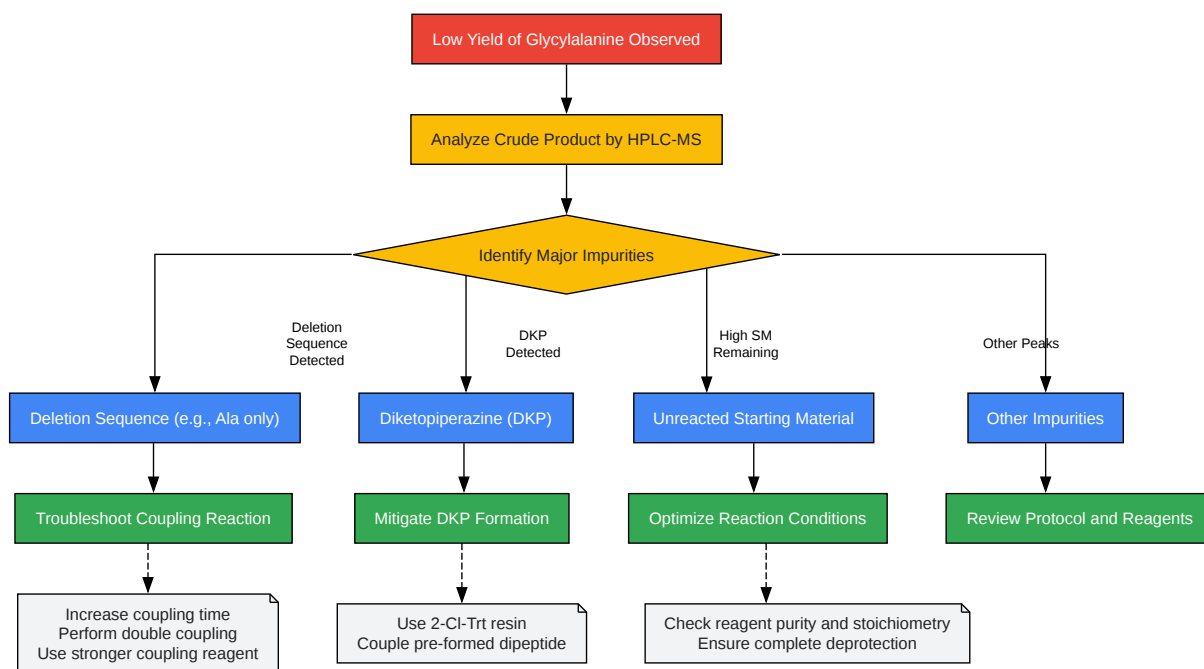 Low Yield of Glycylalanine Observed
Analyze Crude Product by HPLC-MS
Identify Major Impurities
Deletion
Sequence
Detected
DKP
Detected
High SM
Remaining
Other Peaks
Deletion Sequence (e.g., Ala only)
Diketopiperazine (DKP)
Unreacted Starting Material
Other Impurities
Troubleshoot Coupling Reaction
Mitigate DKP Formation
Optimize Reaction Conditions
Review Protocol and Reagents
Increase coupling time
Perform double coupling
Use stronger coupling reagent
Use 2-Cl-Trt resin
Couple pre-formed dipeptide
Check reagent purity and stoichiometry
Ensure complete deprotection